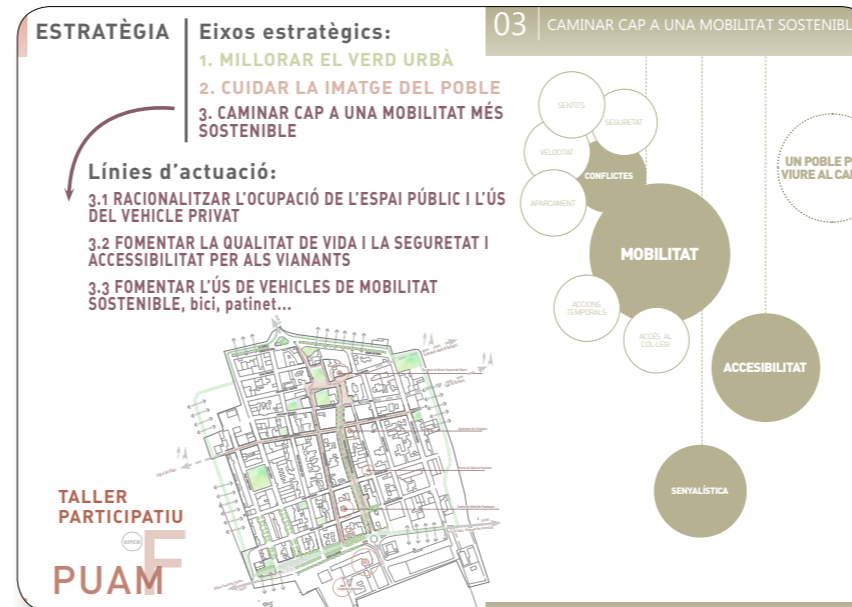 ESTRATÈGIA
Eixos estratègics:
1. MILLORAR EL VERD URBÀ
2. CUIDAR LA IMATGE DEL POBLE
3. CAMINAR CAP A UNA MOBILITAT MÉS
SOSTENIBLE
Línies d'actuació:
3.1 RACIONALITZAR L'OCUPACIÓ DE L'ESPAI PÚBLIC I L'ÚS
DEL VEHICLE PRIVAT
3.2 FOMENTAR LA QUALITAT DE VIDA I LA SEGURETAT I
ACCESSIBILITAT PER ALS VIANANTS
3.3 FOMENTAR L'ÚS DE VEHICLES DE MOBILITAT
SOSTENIBLE, bici, patinet...
TALLER
PARTICIPATIU
F
PUAM
03 CAMINAR CAP A UNA MOBILITAT SOSTENIBL
SENTITS
SEGURETAT
VELOCITAT
CONFLICTES
APARCAMENT
MOBILITAT
ACCIONS
TEMPORALS
ACCÉS AL
COL·LEGI
UN POBLE P
VIURE AL CA
ACCESIBILITAT
SENYALÍSTICA